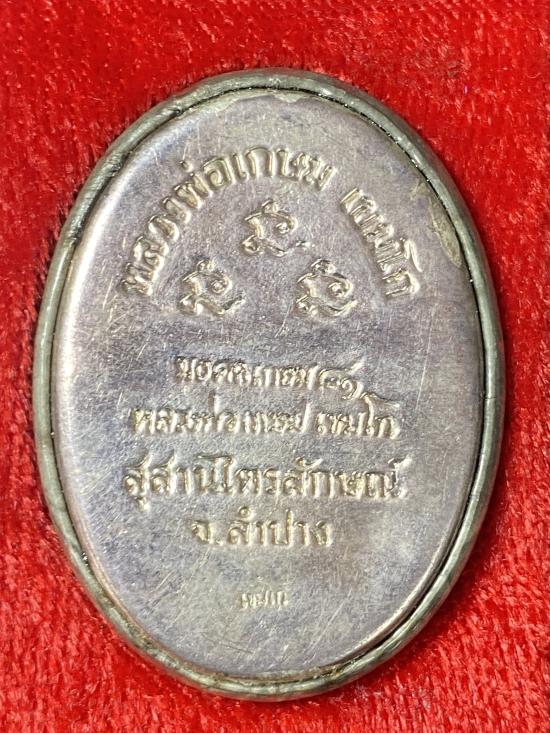 หลวงพ่อเกษม เขมโก
มงคลเกษม ๘๑
หลวงพ่อเกษม เขมโก
สุสานไตรลักษณ์
จ.ลำปาง